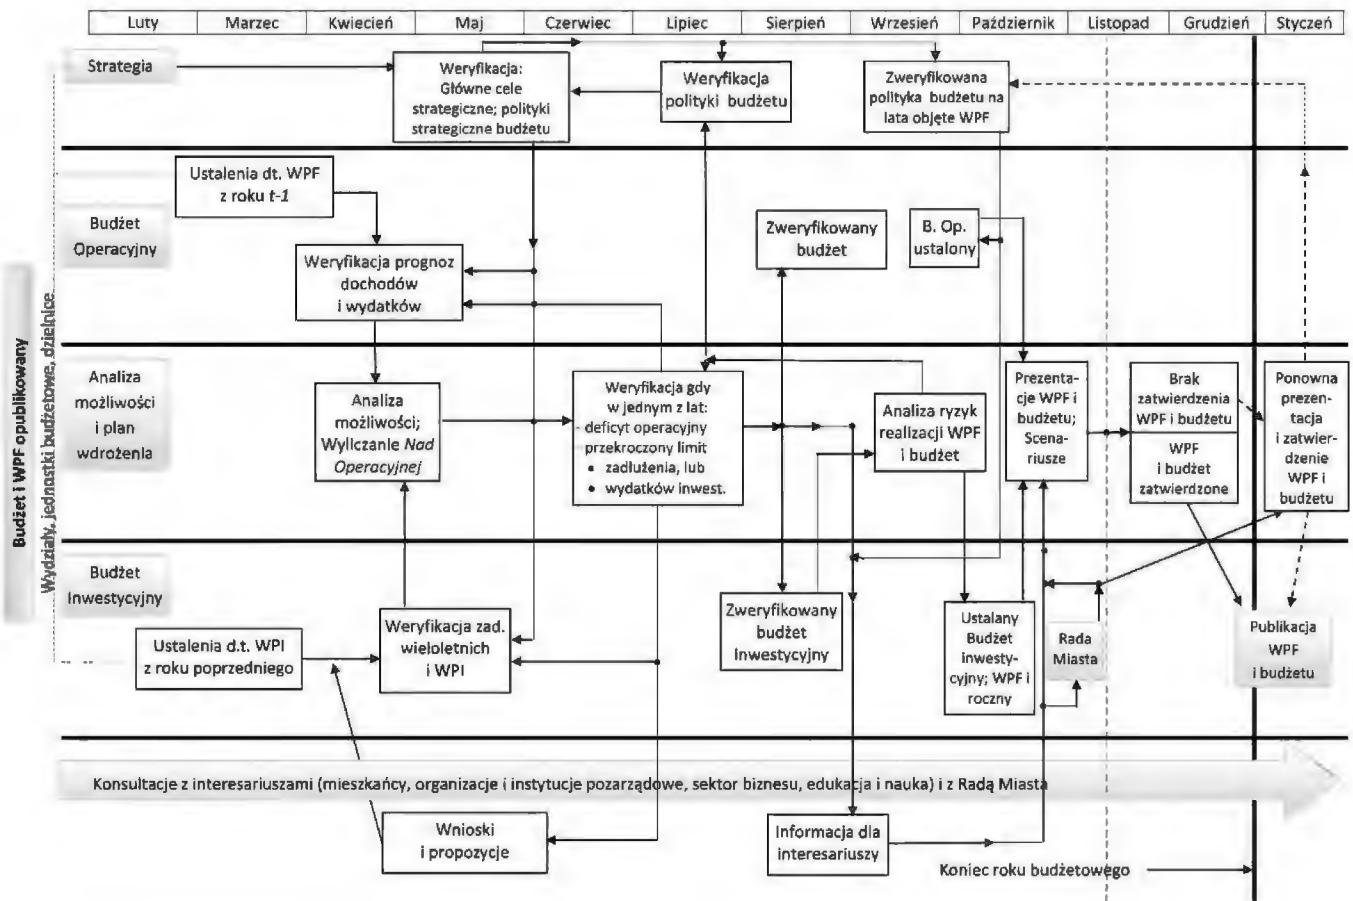 Luty
Marzec
Kwiecień
Maj
Czerwiec
Lipiec
Sierpień
Wrzesień
Październik
Listopad
Grudzień
Styczeń
Strategia
Weryfikacja:
Główne cele
strategiczne; polityki
strategiczne budżetu
Weryfikacja
polityki budżetu
Zweryfikowana
polityka budżetu na
lata objęte WPF
Budżet i WPF opublikowany
Wydziały, jednostki budżetowe, dzielnice
Budżet
Operacyjny
Ustalenia dt. WPF
z roku t-1
Weryfikacja prognoz
dochodów
i wydatków
Zweryfikowany
budżet
B. Op.
ustalony
Analiza
możliwości
i plan
wdrożenia
Analiza
możliwości;
Wyliczanie Nad
Operacyjnej
Weryfikacja gdy
w jednym z lat:
deficyt operacyjny
przekroczony limit
• zadłużenia, lub
• wydatków inwest.
Analiza ryzyk
realizacji WPF
i budżet
Prezenta-
cje WPF i
budżetu;
Scena-
riusze
Brak
zatwierdzenia
WPF i budżetu
WPF
i budżet
zatwierdzone
Ponowna
prezen-
tacja
i zatwier-
dzenie
WPF i
budżetu
Budżet
Inwestycyjny
Ustalenia d.t. WPI
z roku poprzedniego
Weryfikacja zad.
wieloletnich
i WPI
Zweryfikowany
budżet
Inwestycyjny
Ustalany
Budżet
inwesty-
cyjny; WPF i
roczny
Rada
Miasta
Publikacja
WPF
i budżetu
Konsultacje z interesariuszami (mieszkańcy, organizacje i instytucje pozarządowe, sektor biznesu, edukacja i nauka) i z Radą Miasta
Wnioski
i propozycje
Informacja dla
interesariuszy
Koniec roku budżetowego